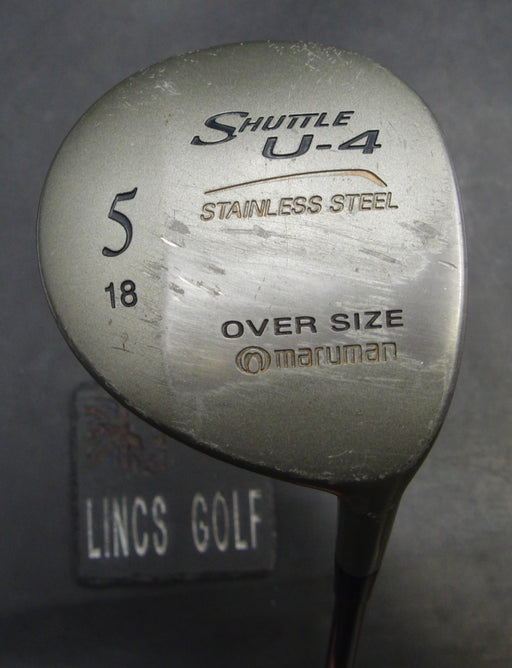 SHUTTLE
U-4
STAINLESS STEEL
5
18
OVER SIZE
maruman
LINCS GOLF